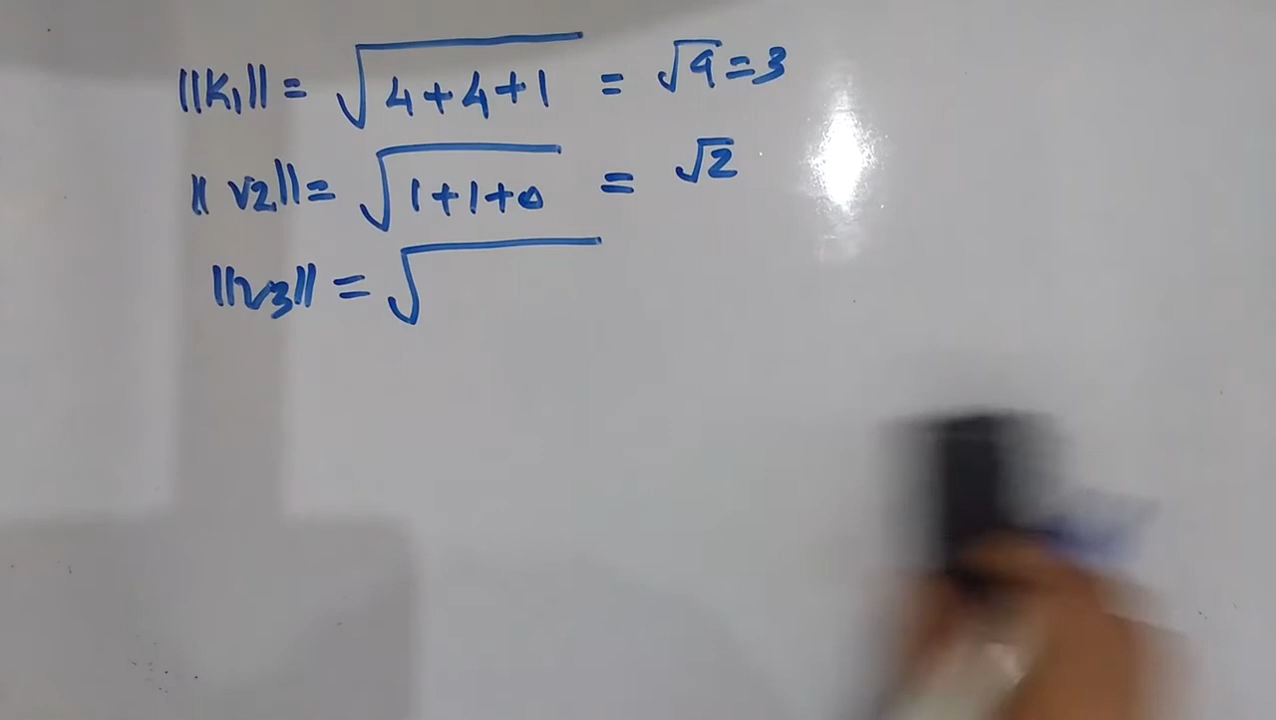 ||K₁|| = √4+4+1 = √9 = 3
|| v2|| = √1+1+0 = √2
||v3|| = √